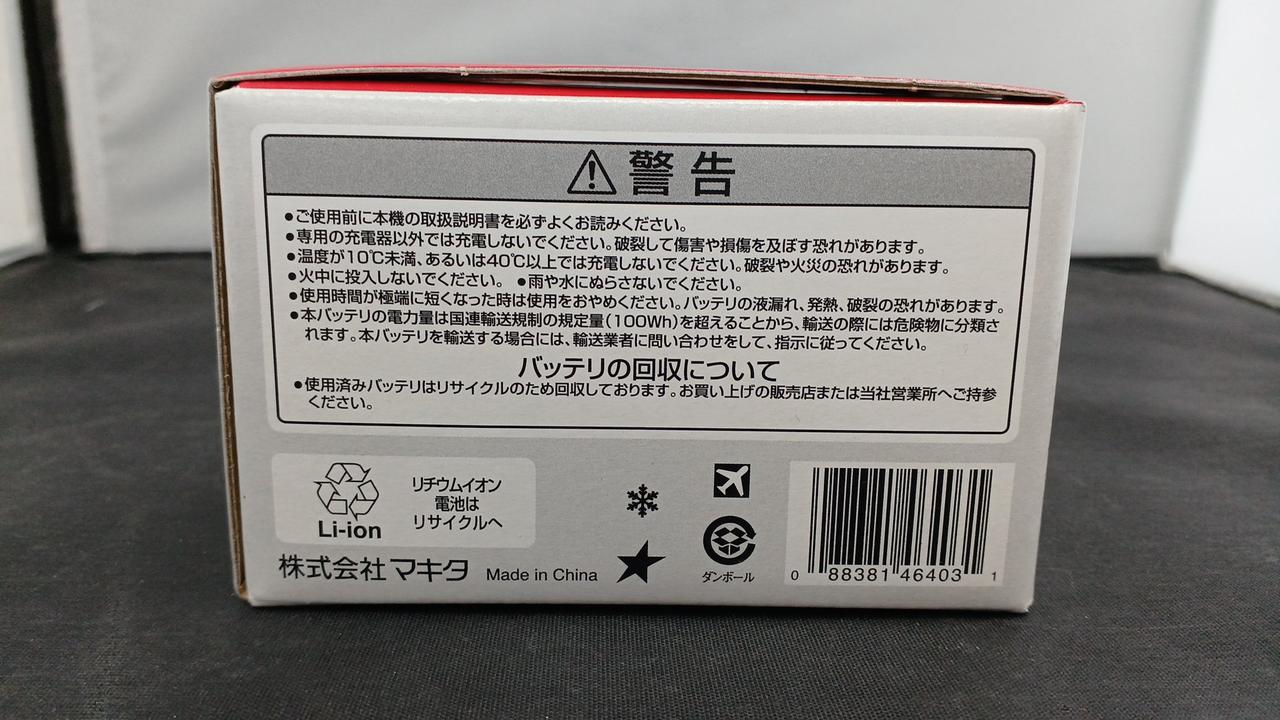 警告
●ご使用前に本機の取扱説明書を必ずよくお読みください。
●専用の充電器以外では充電しないでください。破裂して傷害や損傷を及ぼす恐れがあります。
●温度が10℃未満、あるいは40℃以上では充電しないでください。破裂や火災の恐れがあります。
●火中に投入しないでください。 ●雨や水にぬらさないでください。
●使用時間が極端に短くなった時は使用をおやめください。バッテリの液漏れ、発熱、破裂の恐れがあります。
●本バッテリの電力量は国連輸送規制の規定量(100Wh)を超えることから、輸送の際には危険物に分類さ
れます。本バッテリを輸送する場合には、輸送業者に問い合わせをして、指示に従ってください。
バッテリの回収について
●使用済みバッテリはリサイクルのため回収しております。お買い上げの販売店または当社営業所へご持参
ください。
Li-ion
リチウムイオン
電池は
リサイクルへ
株式会社マキタ Made in China
ダンボール
0 88381 46403 1